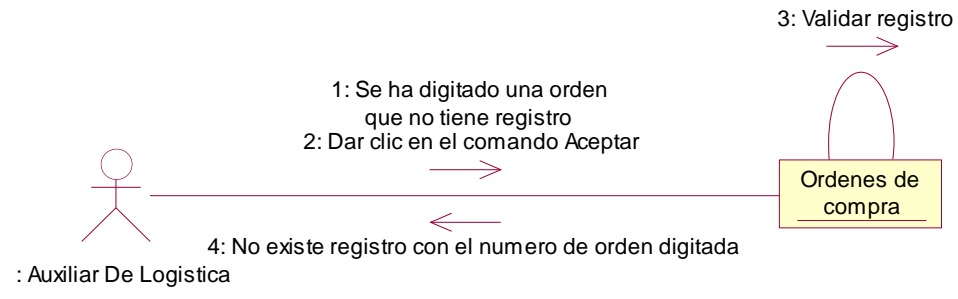 3: Validar registro
1: Se ha digitado una orden
que no tiene registro
2: Dar clic en el comando Aceptar
Ordenes de
compra
4: No existe registro con el numero de orden digitada
: Auxiliar De Logistica